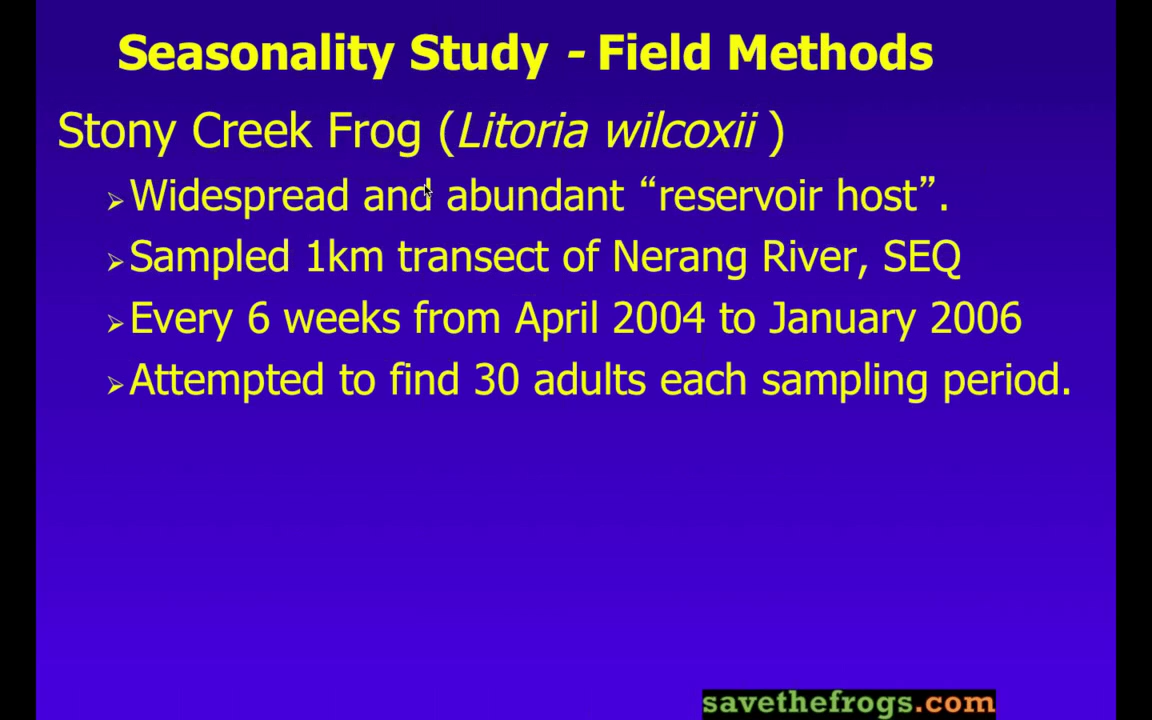 Seasonality Study - Field Methods
Stony Creek Frog (Litoria wilcoxii )
➢Widespread and abundant “reservoir host”.
➢Sampled 1km transect of Nerang River, SEQ
➢Every 6 weeks from April 2004 to January 2006
➢Attempted to find 30 adults each sampling period.
savethefrogs.com